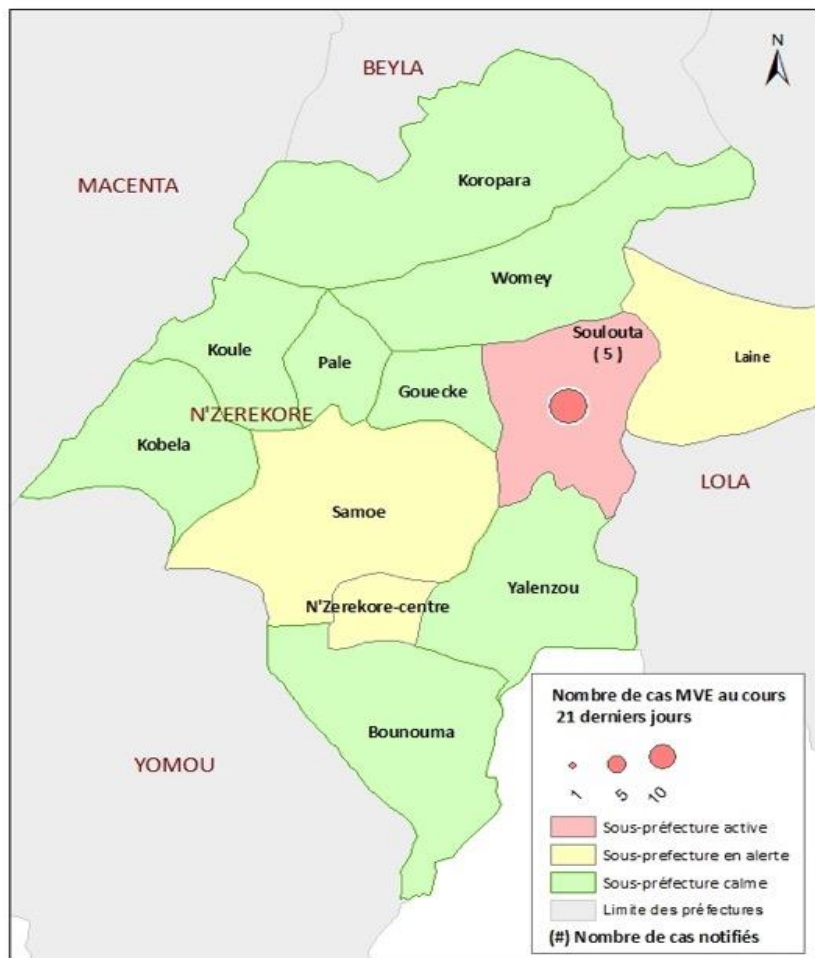 N
BEYLA
MACENTA
Koropara
Womey
Soulouta
( 5 )
Laine
Koule
Pale
Gouecke
N'ZEREKORE
Kobela
LOLA
Samoe
N'Zerekore-centre
Yalenzou
Bounouma
YOMOU
Nombre de cas MVE au cours
21 derniers jours
1 5 10
Sous-préfecture active
Sous-prefecture en alerte
Sous-préfecture calme
Limite des préfectures
(#) Nombre de cas notifiés